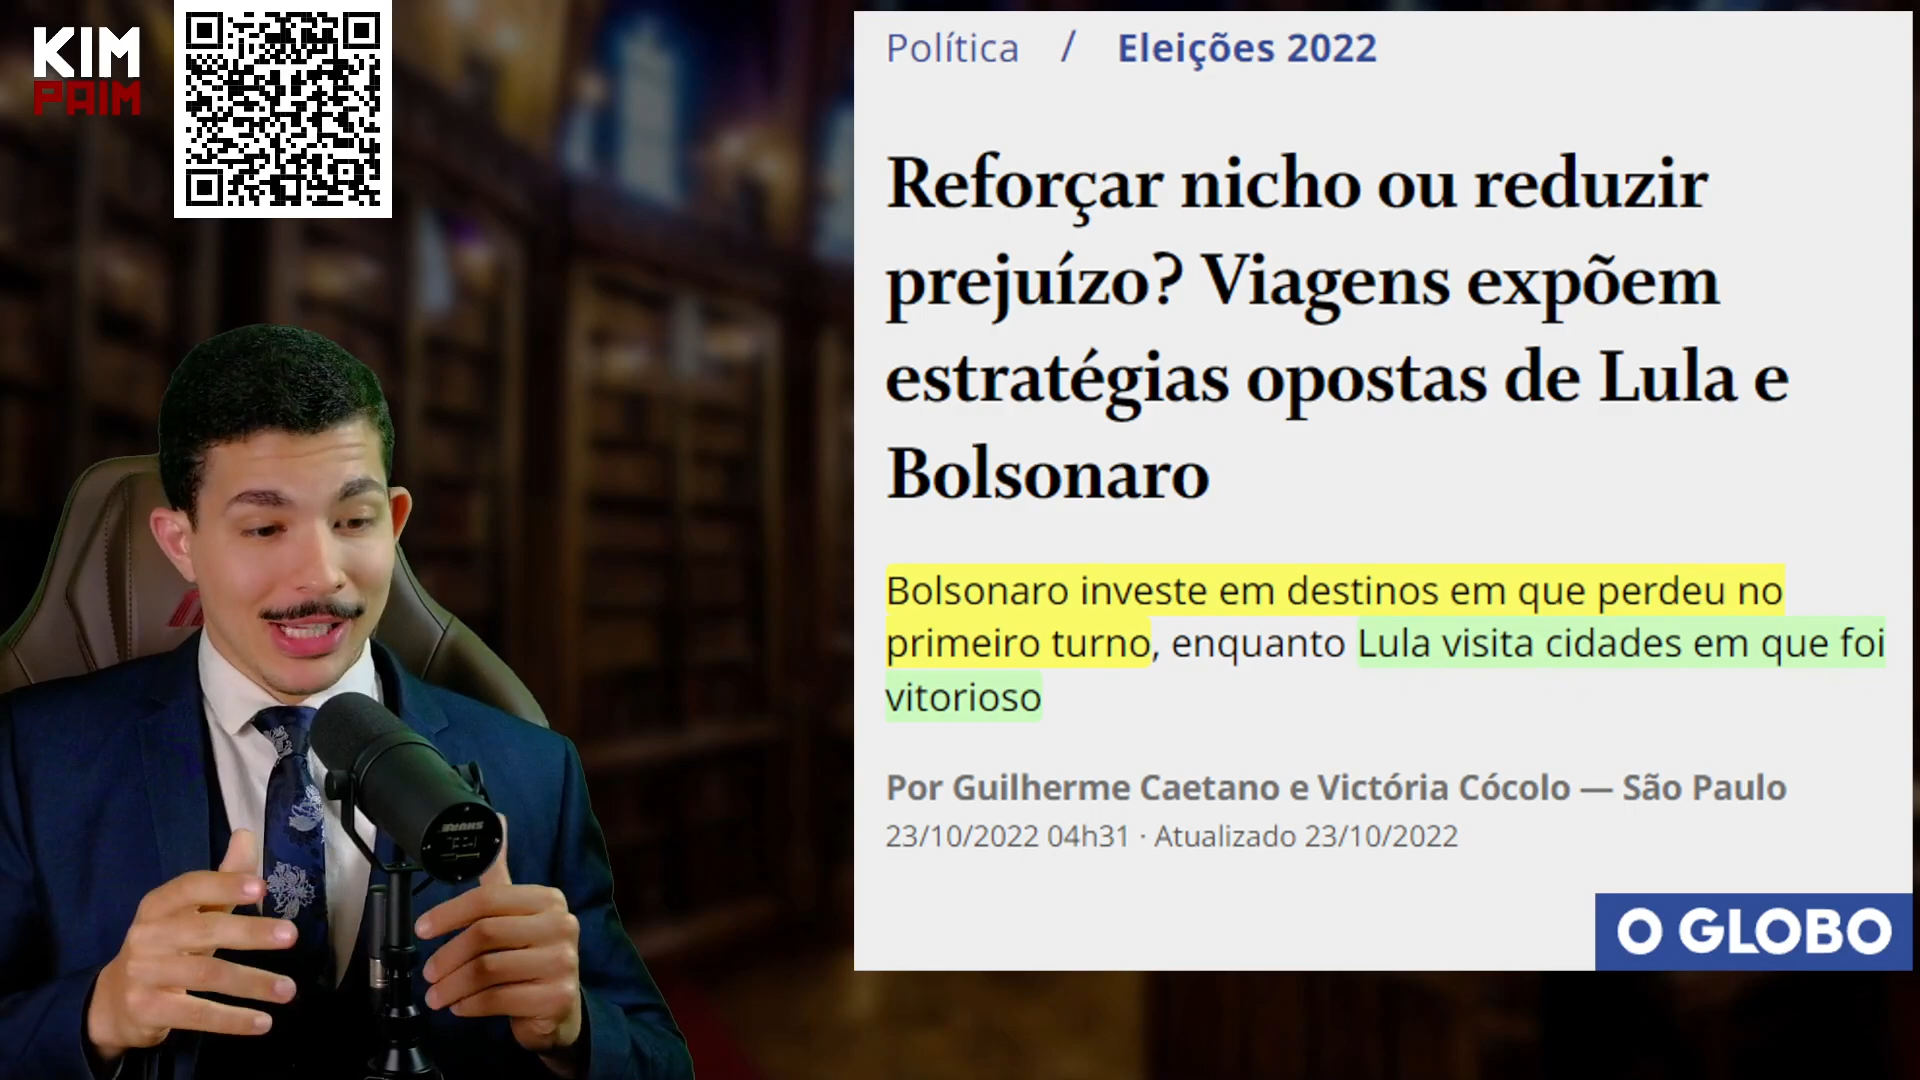 KIM
PAIM
Política / Eleições 2022
Reforçar nicho ou reduzir
prejuízo? Viagens expõem
estratégias opostas de Lula e
Bolsonaro
Bolsonaro investe em destinos em que perdeu no
primeiro turno, enquanto Lula visita cidades em que foi
vitorioso
Por Guilherme Caetano e Victória Cócolo — São Paulo
23/10/2022 04h31 · Atualizado 23/10/2022
O GLOBO
SHURE